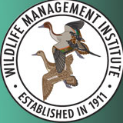 WILDLIFE MANAGEMENT INSTITUTE
• ESTABLISHED IN 1911 •